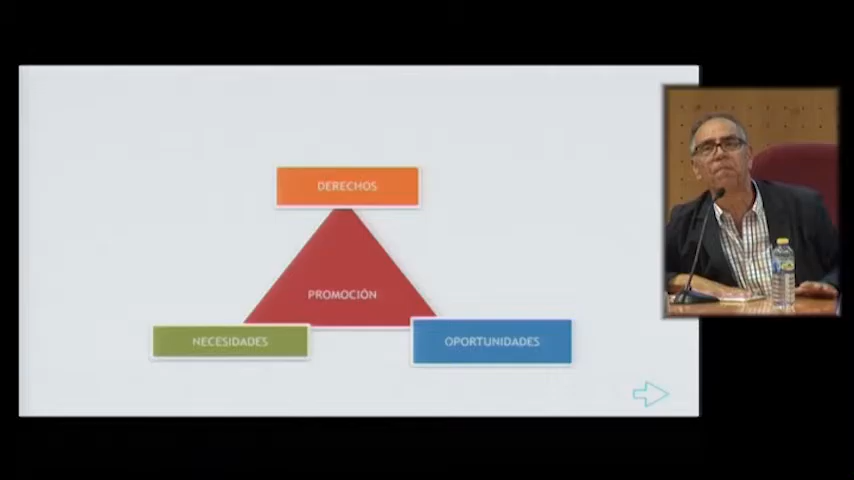 DERECHOS
PROMOCIÓN
NECESIDADES
OPORTUNIDADES